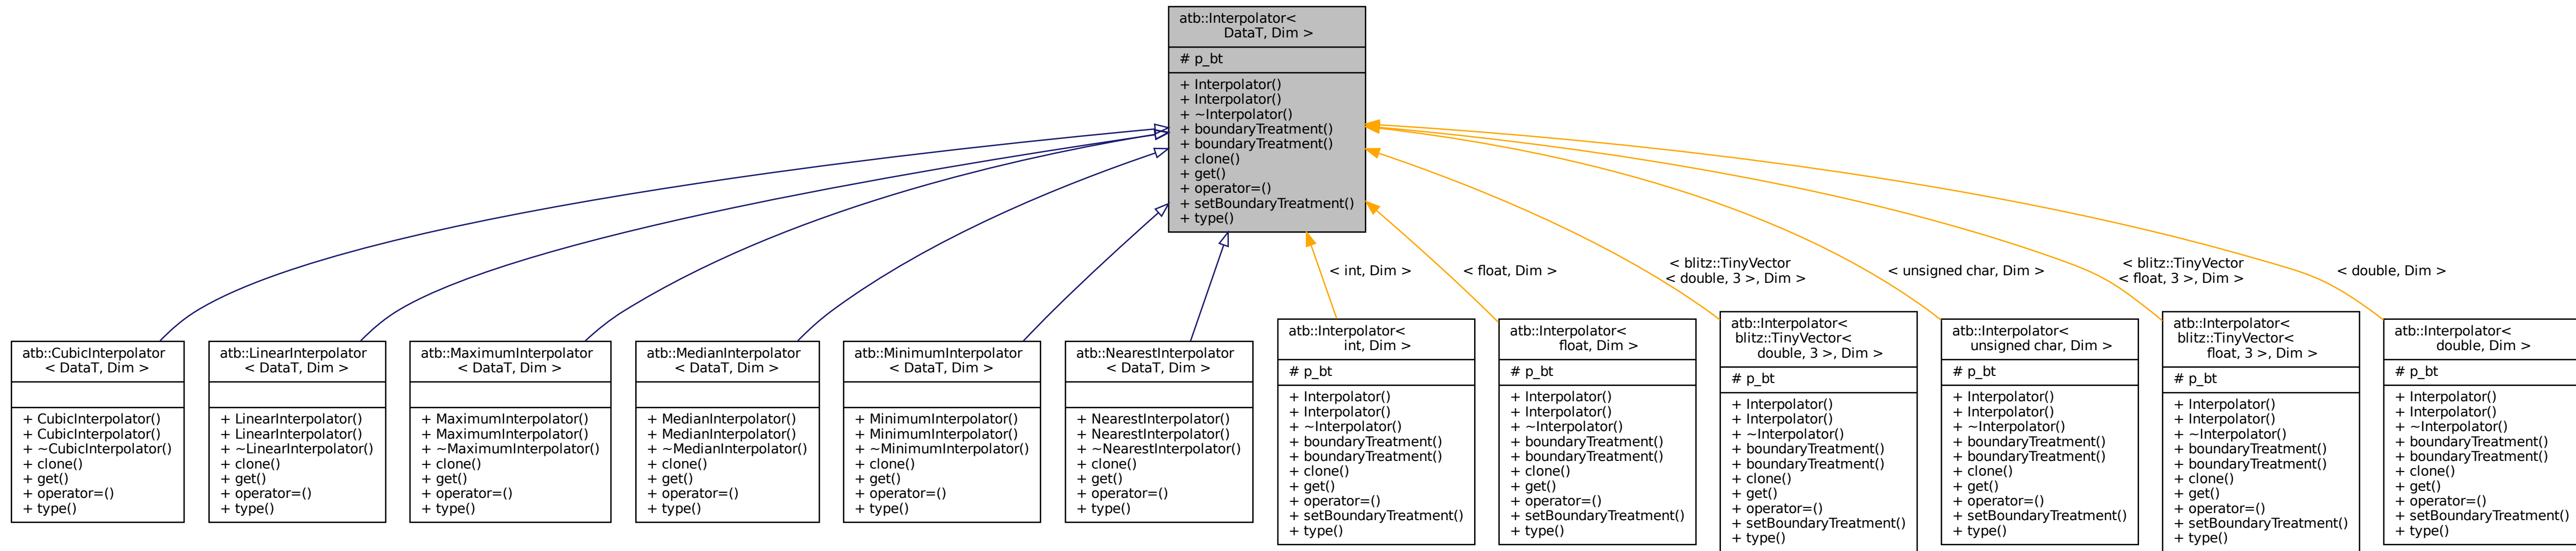 atb::Interpolator<
DataT, Dim >
# p_bt
+ Interpolator()
+ Interpolator()
+ ~Interpolator()
+ boundaryTreatment()
+ boundaryTreatment()
+ clone()
+ get()
+ operator=()
+ setBoundaryTreatment()
+ type()
< int, Dim >
< float, Dim >
< blitz::TinyVector
< double, 3 >, Dim >
< unsigned char, Dim >
< blitz::TinyVector
< float, 3 >, Dim >
< double, Dim >
atb::CubicInterpolator
< DataT, Dim >
+ CubicInterpolator()
+ CubicInterpolator()
+ ~CubicInterpolator()
+ clone()
+ get()
+ operator=()
+ type()
atb::LinearInterpolator
< DataT, Dim >
+ LinearInterpolator()
+ LinearInterpolator()
+ ~LinearInterpolator()
+ clone()
+ get()
+ operator=()
+ type()
atb::MaximumInterpolator
< DataT, Dim >
+ MaximumInterpolator()
+ MaximumInterpolator()
+ ~MaximumInterpolator()
+ clone()
+ get()
+ operator=()
+ type()
atb::MedianInterpolator
< DataT, Dim >
+ MedianInterpolator()
+ MedianInterpolator()
+ ~MedianInterpolator()
+ clone()
+ get()
+ operator=()
+ type()
atb::MinimumInterpolator
< DataT, Dim >
+ MinimumInterpolator()
+ MinimumInterpolator()
+ ~MinimumInterpolator()
+ clone()
+ get()
+ operator=()
+ type()
atb::NearestInterpolator
< DataT, Dim >
+ NearestInterpolator()
+ NearestInterpolator()
+ ~NearestInterpolator()
+ clone()
+ get()
+ operator=()
+ type()
atb::Interpolator<
int, Dim >
# p_bt
+ Interpolator()
+ Interpolator()
+ ~Interpolator()
+ boundaryTreatment()
+ boundaryTreatment()
+ clone()
+ get()
+ operator=()
+ setBoundaryTreatment()
+ type()
atb::Interpolator<
float, Dim >
# p_bt
+ Interpolator()
+ Interpolator()
+ ~Interpolator()
+ boundaryTreatment()
+ boundaryTreatment()
+ clone()
+ get()
+ operator=()
+ setBoundaryTreatment()
+ type()
atb::Interpolator<
blitz::TinyVector<
double, 3 >, Dim >
# p_bt
+ Interpolator()
+ Interpolator()
+ ~Interpolator()
+ boundaryTreatment()
+ boundaryTreatment()
+ clone()
+ get()
+ operator=()
+ setBoundaryTreatment()
+ type()
atb::Interpolator<
unsigned char, Dim >
# p_bt
+ Interpolator()
+ Interpolator()
+ ~Interpolator()
+ boundaryTreatment()
+ boundaryTreatment()
+ clone()
+ get()
+ operator=()
+ setBoundaryTreatment()
+ type()
atb::Interpolator<
blitz::TinyVector<
float, 3 >, Dim >
# p_bt
+ Interpolator()
+ Interpolator()
+ ~Interpolator()
+ boundaryTreatment()
+ boundaryTreatment()
+ clone()
+ get()
+ operator=()
+ setBoundaryTreatment()
+ type()
atb::Interpolator<
double, Dim >
# p_bt
+ Interpolator()
+ Interpolator()
+ ~Interpolator()
+ boundaryTreatment()
+ boundaryTreatment()
+ clone()
+ get()
+ operator=()
+ setBoundaryTreatment()
+ type()